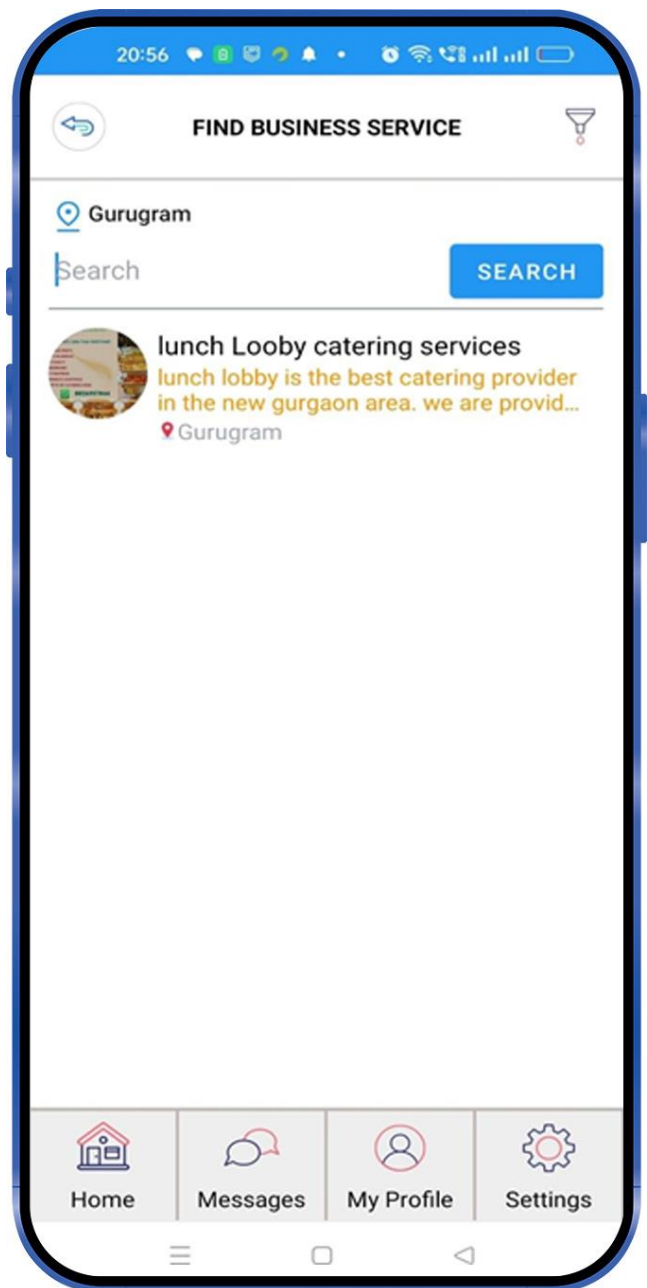 20:56
FIND BUSINESS SERVICE
Gurugram
Search
SEARCH
lunch Looby catering services
lunch lobby is the best catering provider
in the new gurgaon area. we are provid...
Gurugram
Home
Messages
My Profile
Settings